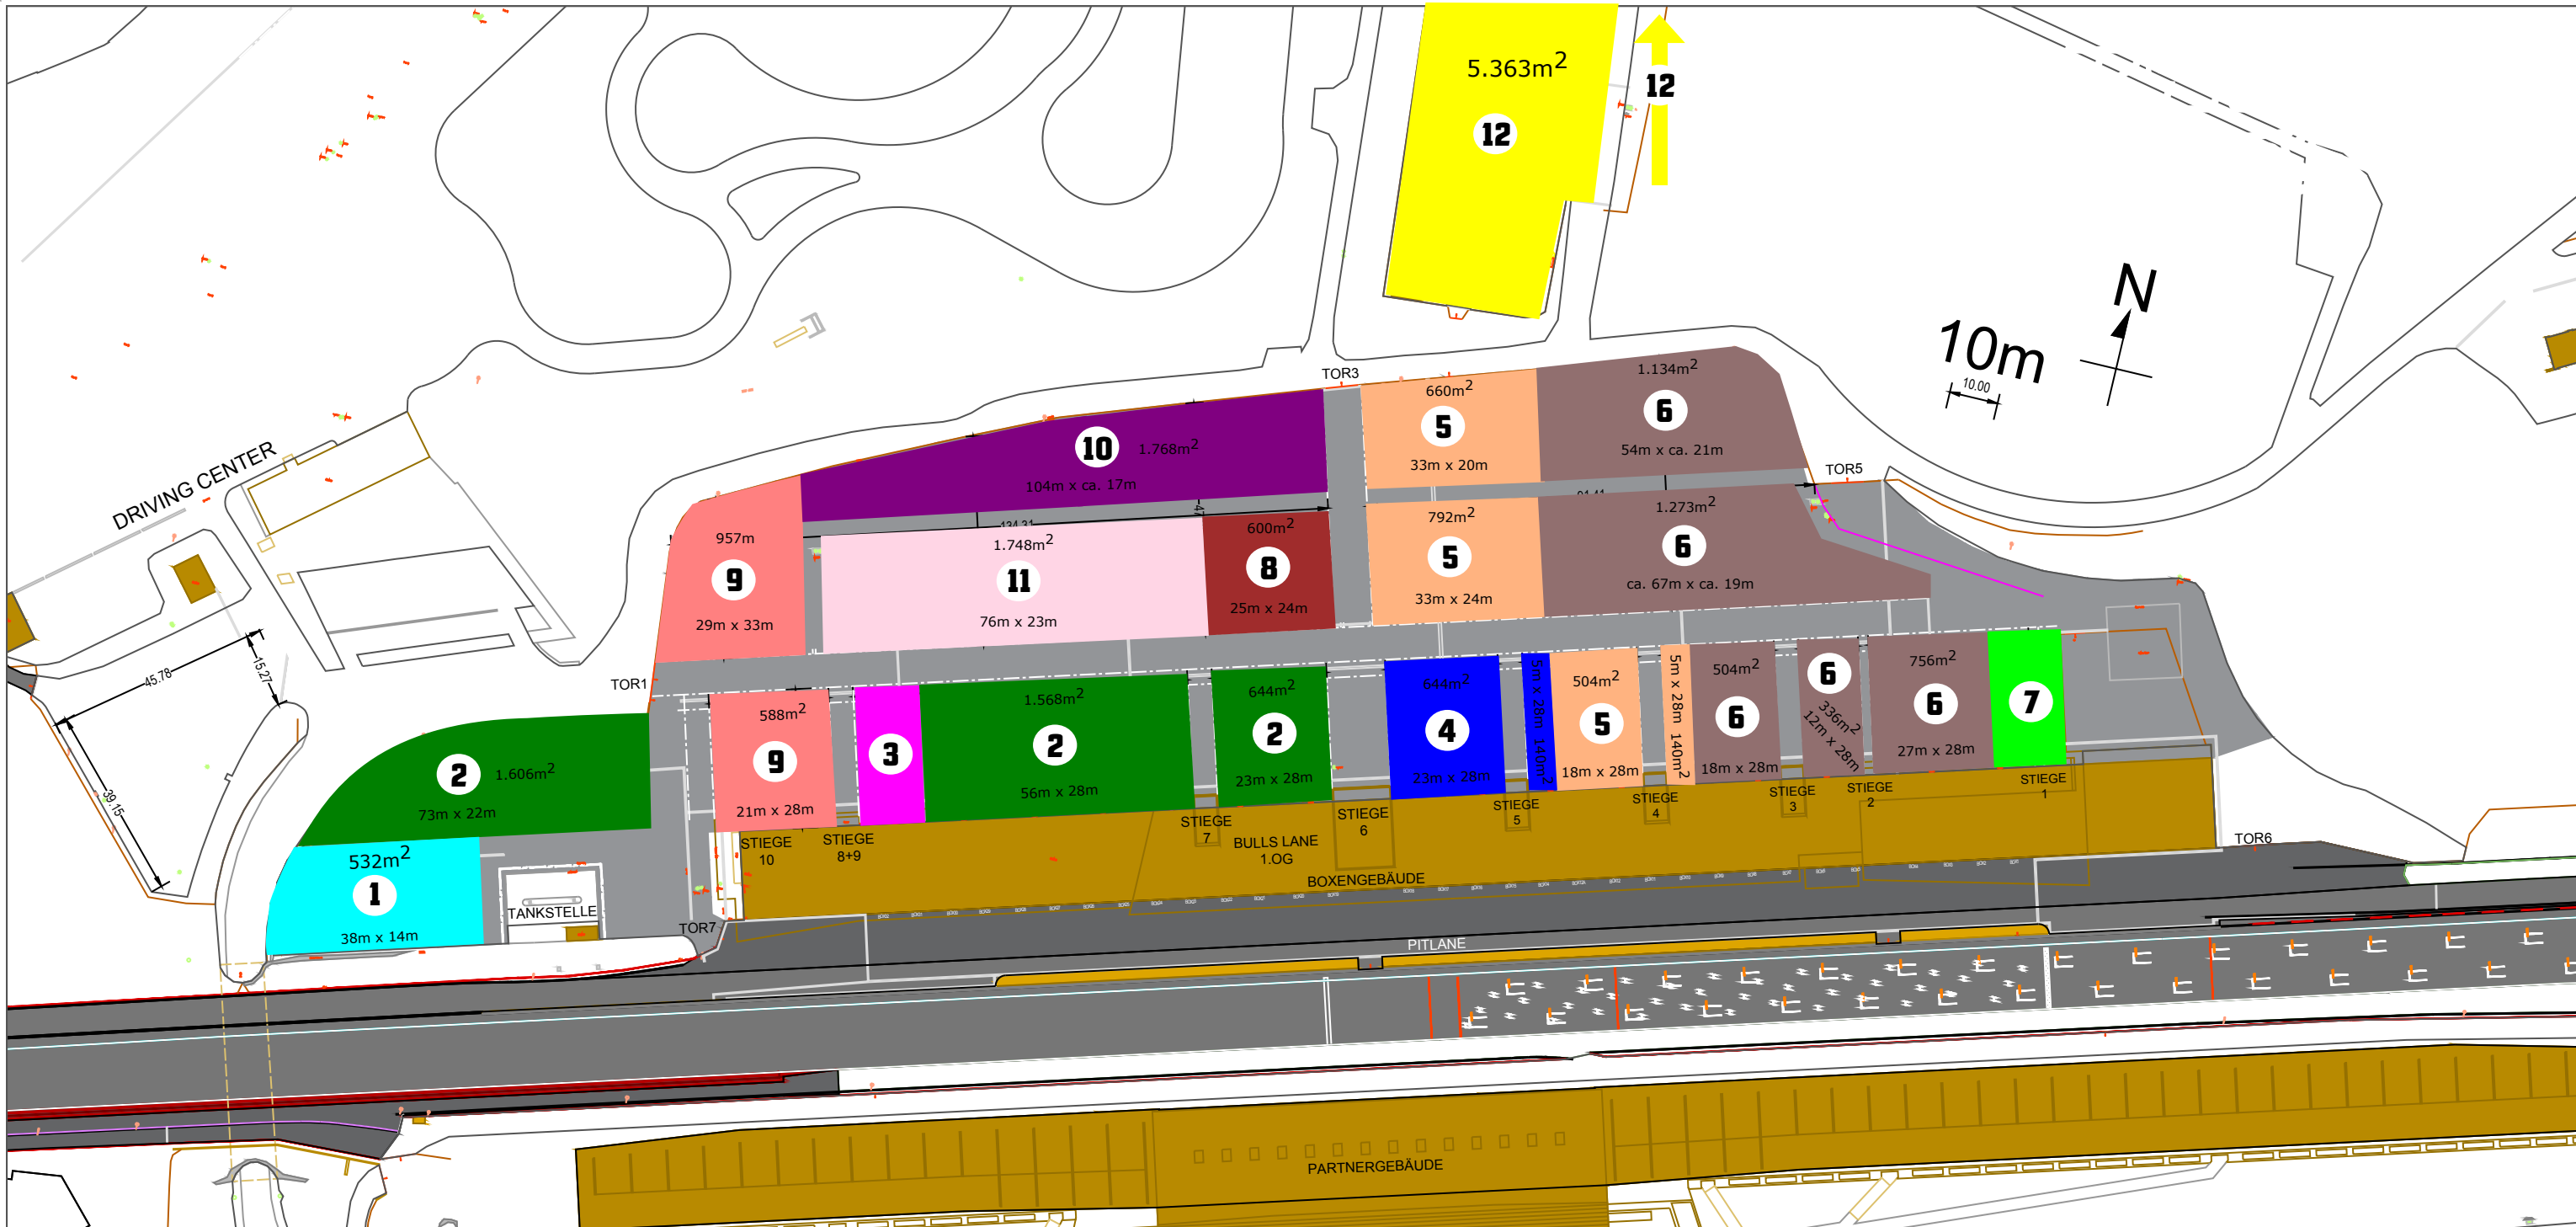 5.363m²
12
12
N
10m
10.00
TOR3
1.134m²
6
54m x ca. 21m
660m²
5
33m x 20m
10
1.768m²
104m x ca. 17m
TOR5
DRIVING CENTER
957m
9
29m x 33m
134.31
1.748m²
11
76m x 23m
600m²
8
25m x 24m
792m²
5
33m x 24m
1.273m²
6
ca. 67m x ca. 19m
45.78
15.27
39.15
TOR1
588m²
9
21m x 28m
3
1.568m²
2
56m x 28m
644m²
2
23m x 28m
644m²
4
23m x 28m
5m x 28m 140m²
504m²
5
18m x 28m
5m x 28m 140m²
504m²
6
18m x 28m
6
336m²
12m x 28m
756m²
6
27m x 28m
7
2
1.606m²
73m x 22m
532m²
1
38m x 14m
TANKSTELLE
TOR7
STIEGE
10
STIEGE
8+9
STIEGE
7
BULLS LANE
1.OG
STIEGE
6
STIEGE
5
STIEGE
4
STIEGE
3
STIEGE
2
STIEGE
1
BOXENGEBÄUDE
TOR6
PITLANE
PARTNERGEBÄUDE